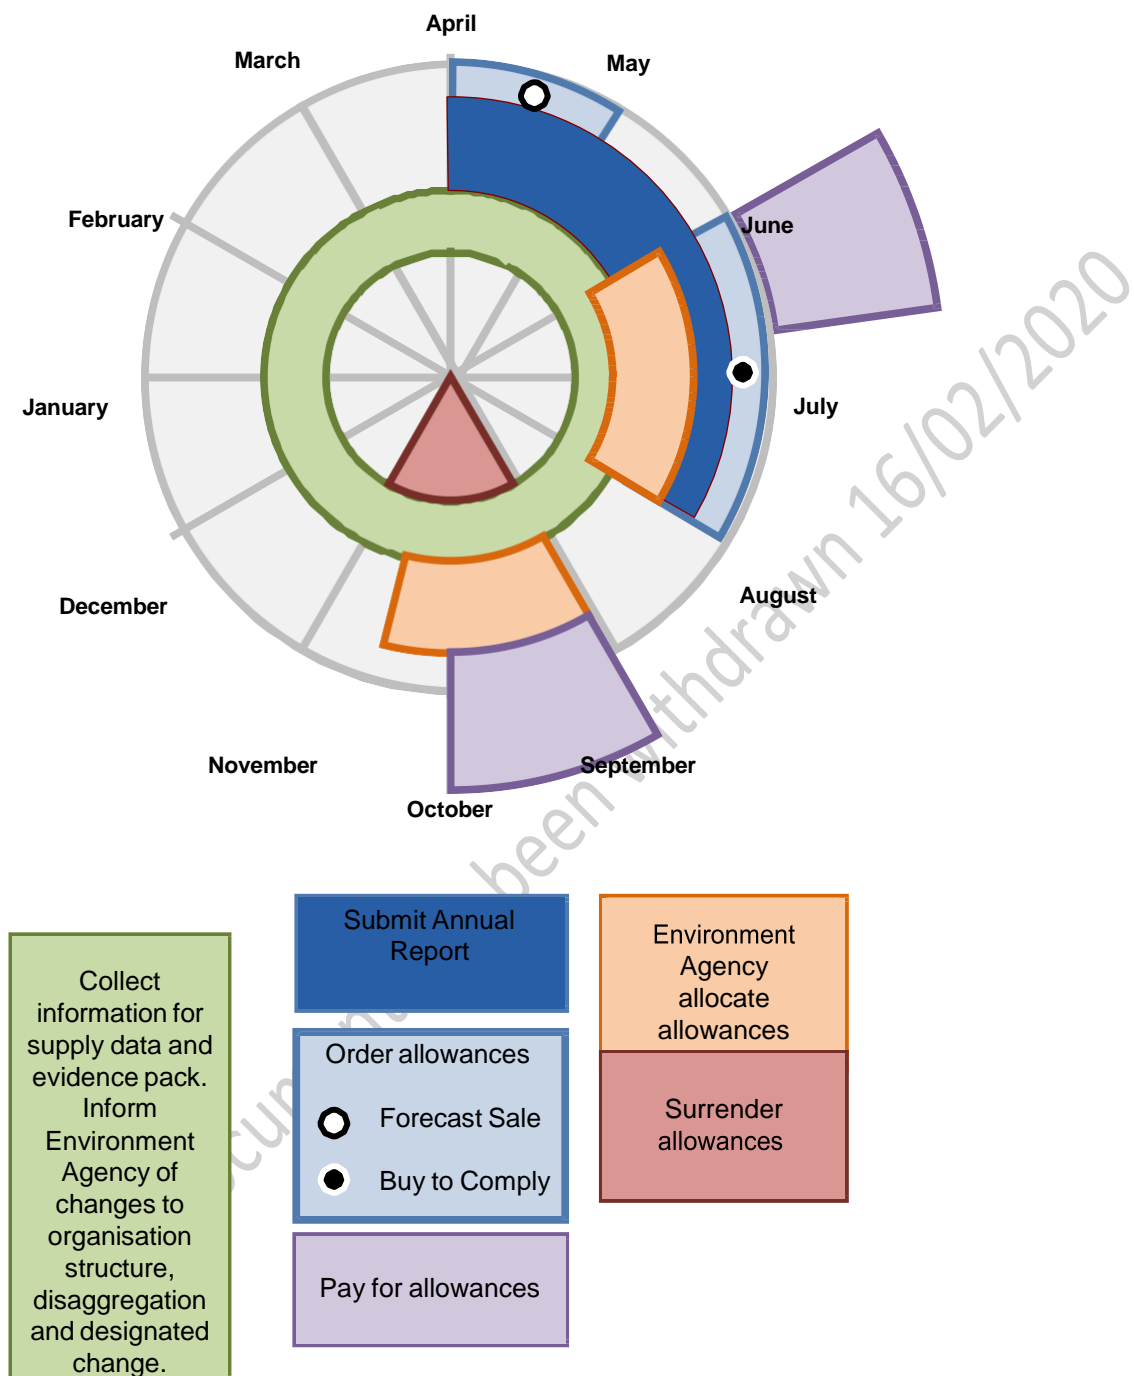 April
March
May
February
June
January
July
December
August
November
September
October
ocument
been withdrawn 16/02/2020
Submit Annual
Report
Environment
Agency
allocate
allowances
Collect
information for
supply data and
evidence pack.
Inform
Environment
Agency of
changes to
organisation
structure,
disaggregation
and designated
change.
Order allowances
Forecast Sale
Buy to Comply
Surrender
allowances
Pay for allowances